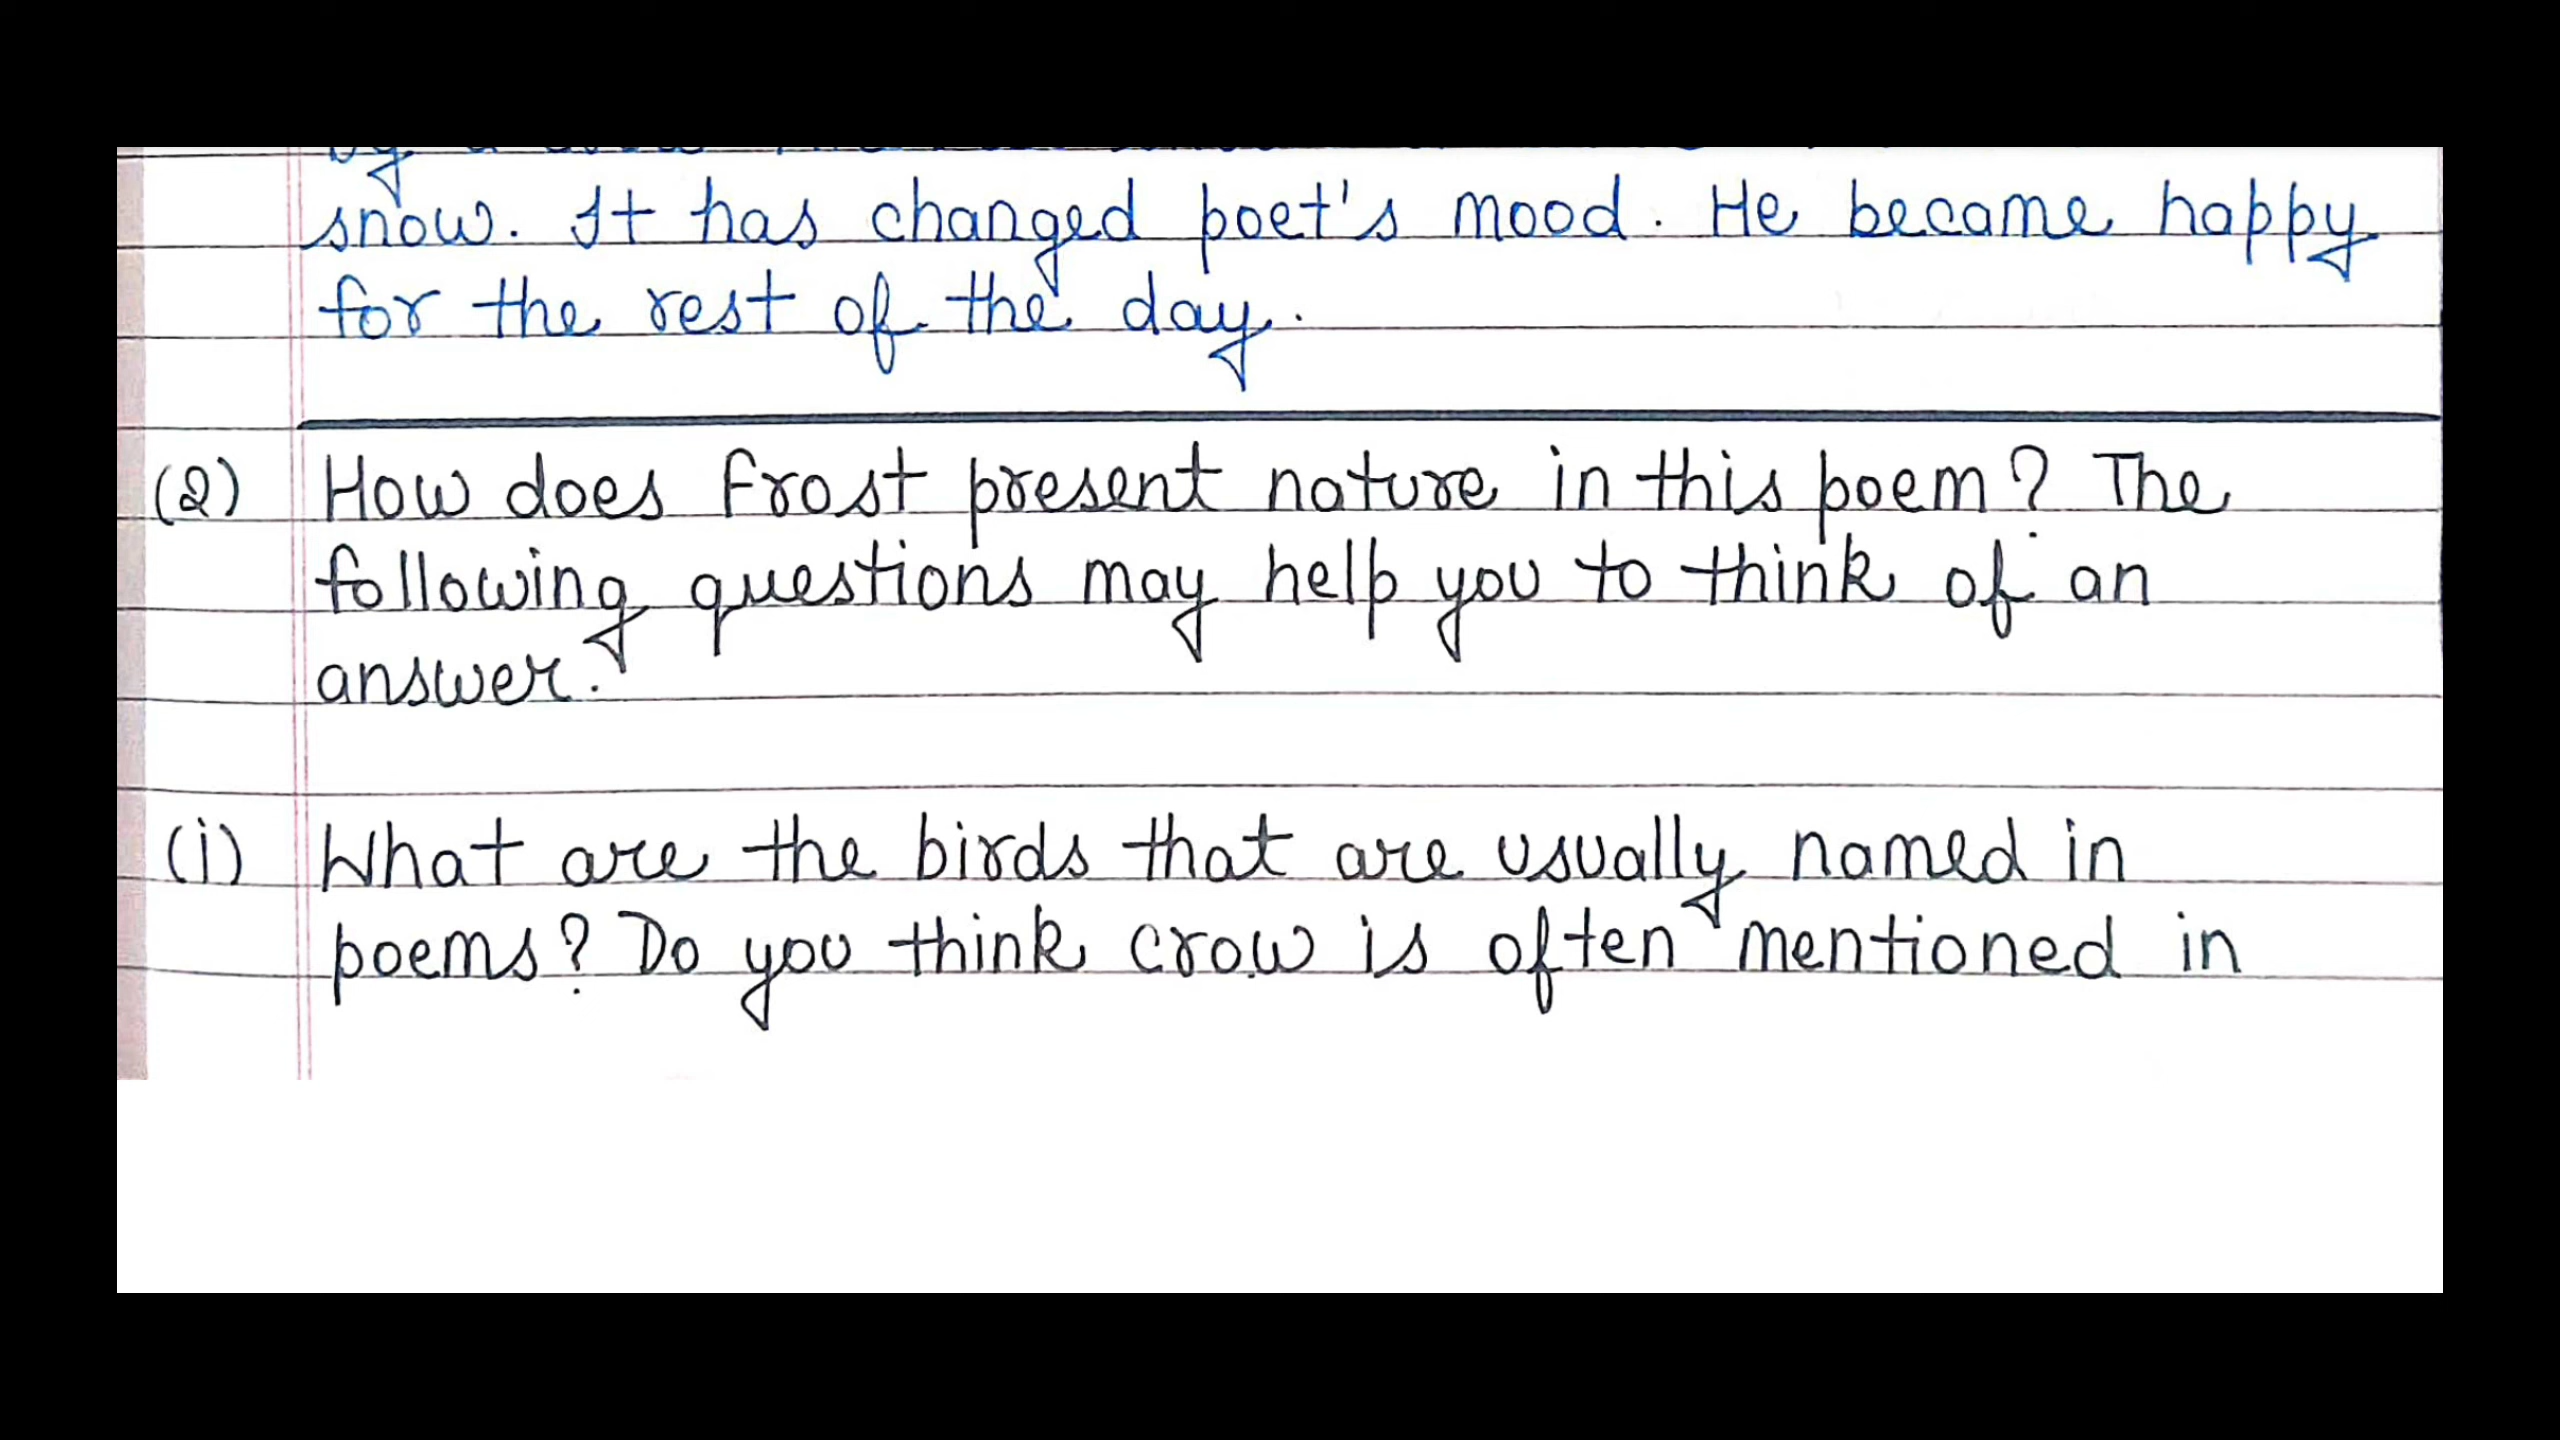 snow. It has changed poet's mood. He became happy
for the rest of the day.
(2) How does Frost present nature in this poem? The
following questions may help you to think of an
answer.
(i) What are the birds that are usually named in
poems? Do you think crow is often mentioned in